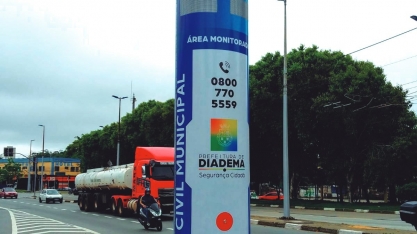 ÁREA MONITORADA
0800
770
5559
PREFEITURA DE
DIADEMA
Segurança Cidadã
CIVIL MUNICIPAL